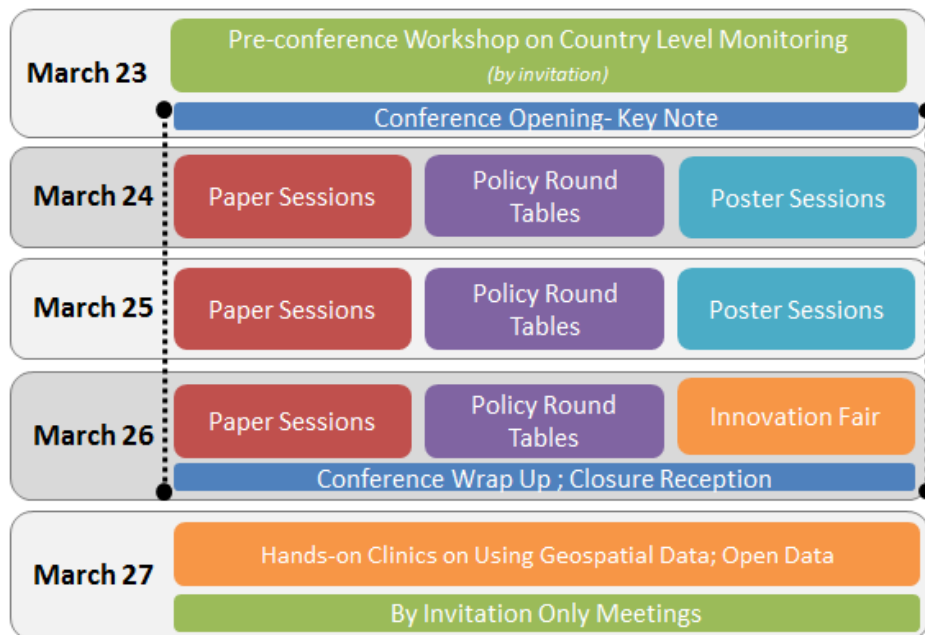 March 23
Pre-conference Workshop on Country Level Monitoring
(by invitation)
Conference Opening- Key Note
March 24
Paper Sessions
Policy Round
Tables
Poster Sessions
March 25
Paper Sessions
Policy Round
Tables
Poster Sessions
March 26
Paper Sessions
Policy Round
Tables
Innovation Fair
Conference Wrap Up ; Closure Reception
March 27
Hands-on Clinics on Using Geospatial Data; Open Data
By Invitation Only Meetings